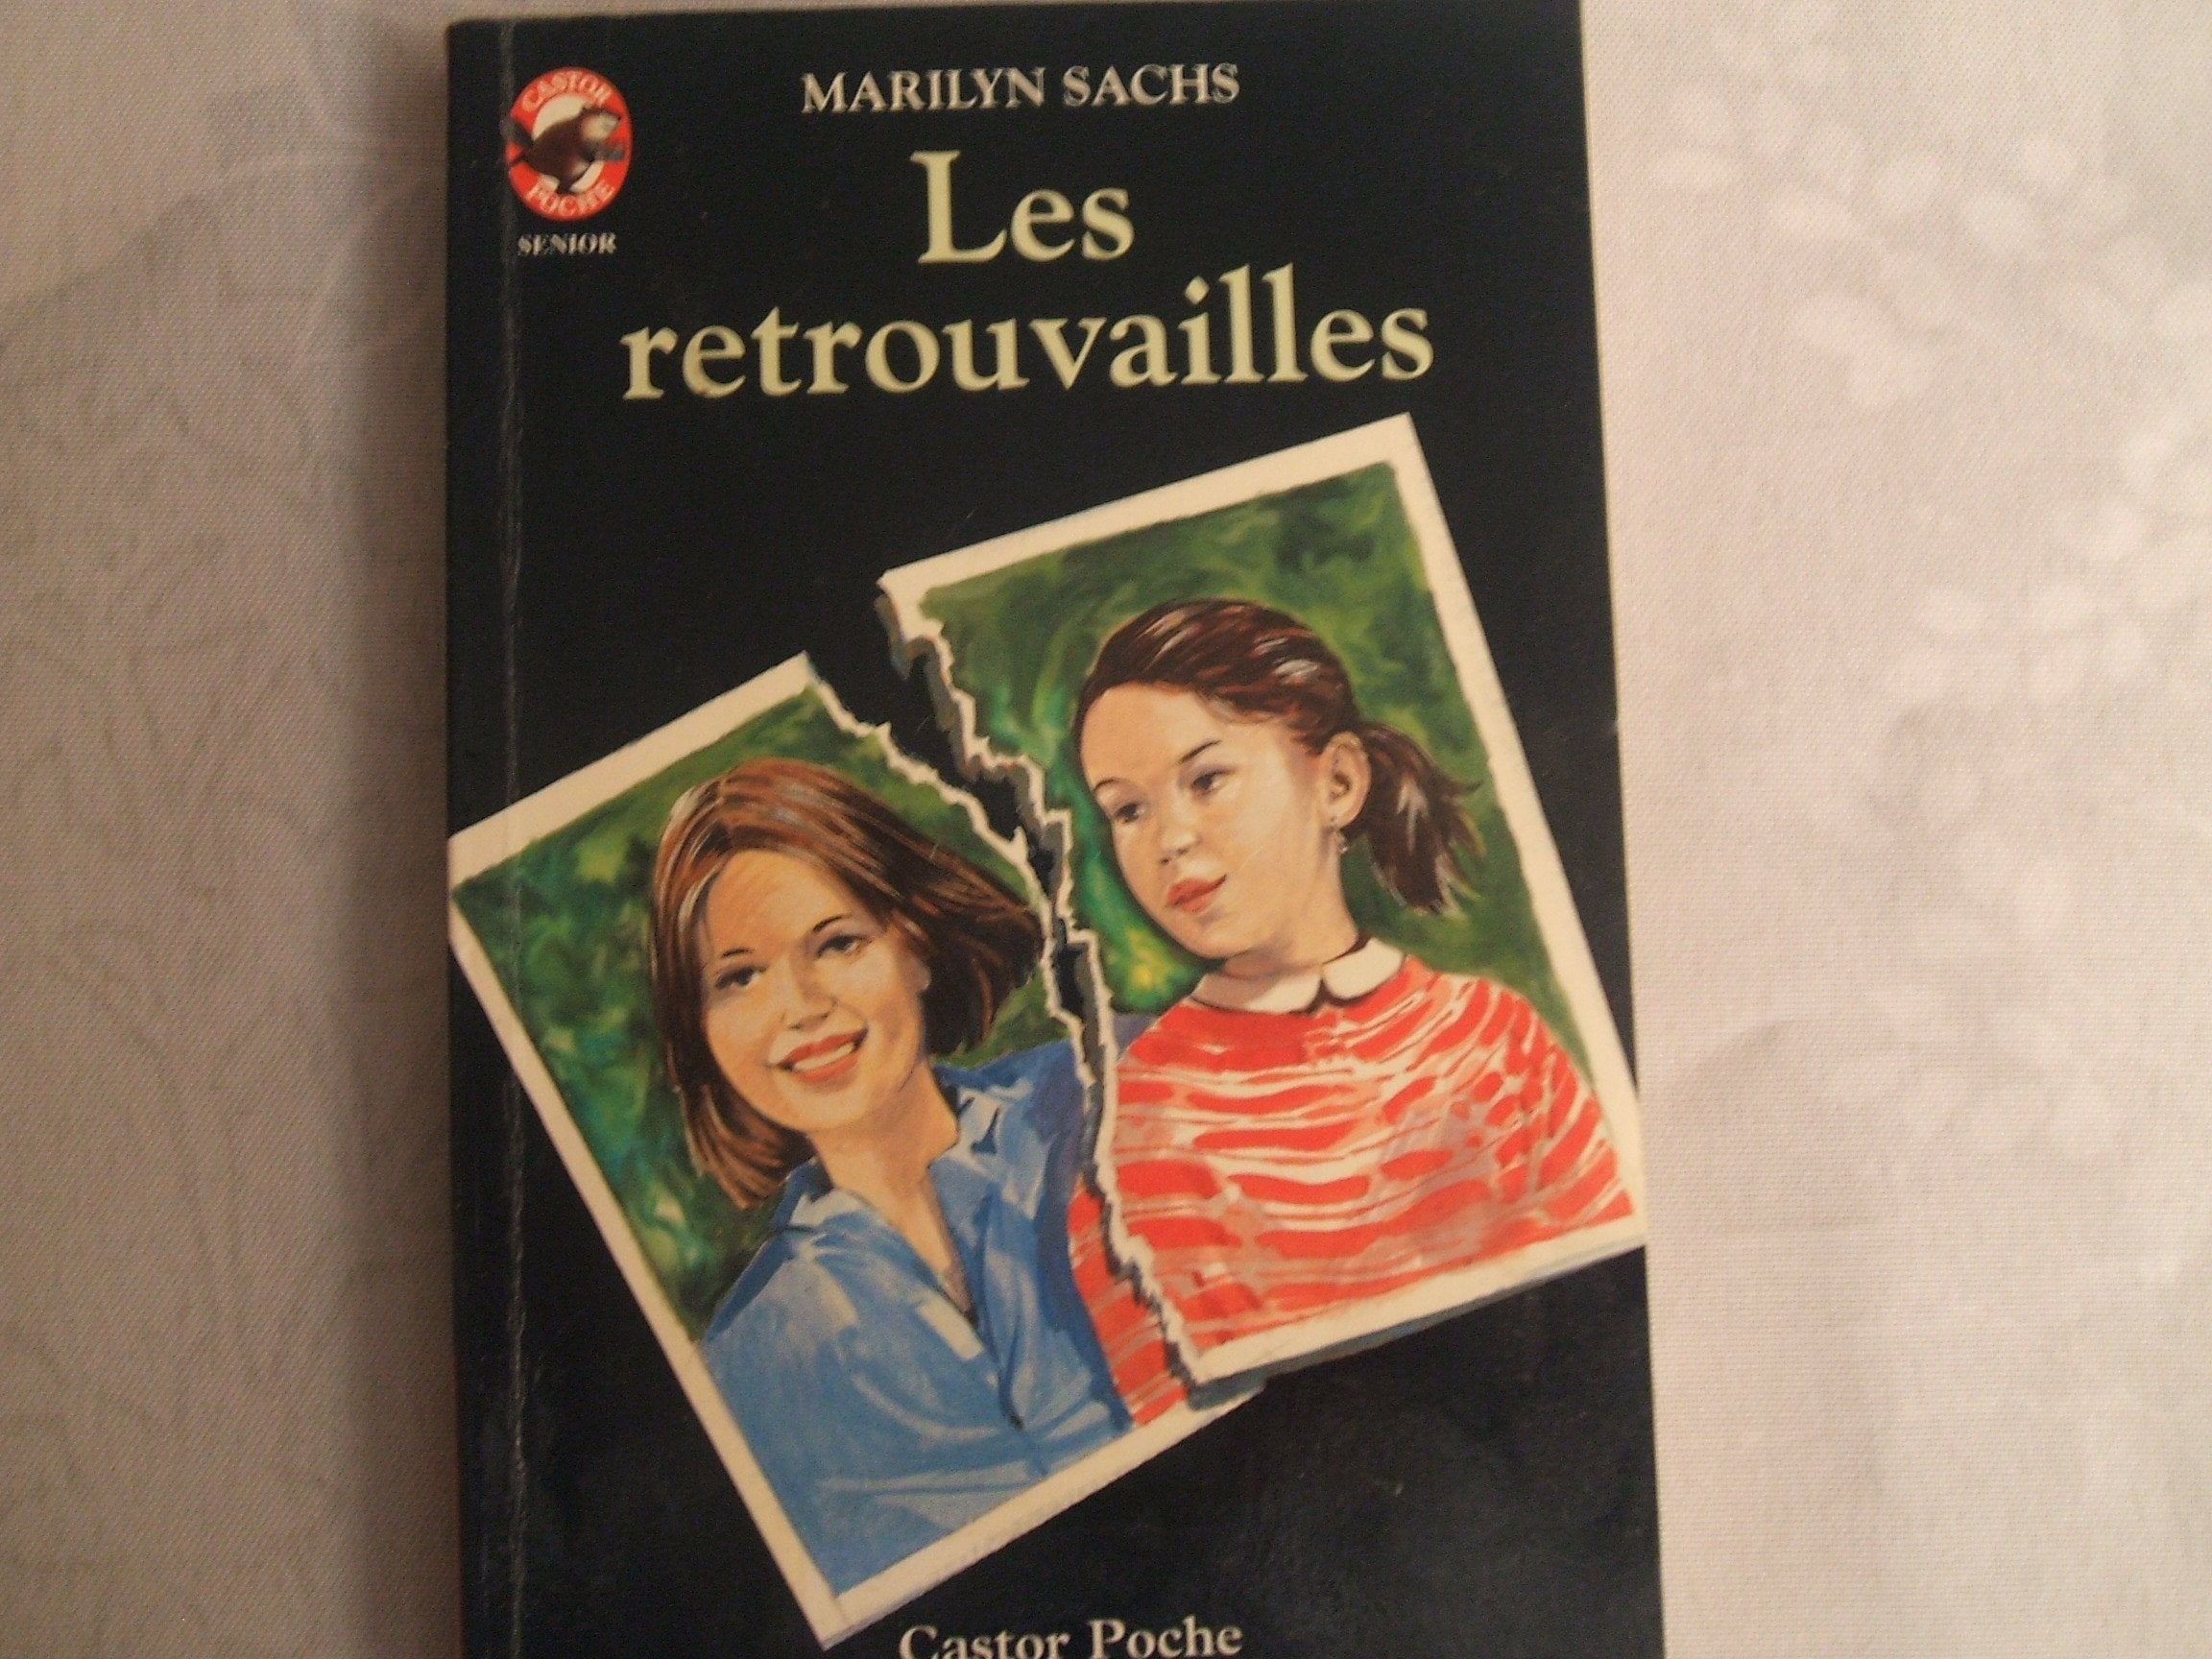 MARILYN SACHS
CASTOR
POCHE
SENIOR
Les
retrouvailles
Castor Poche